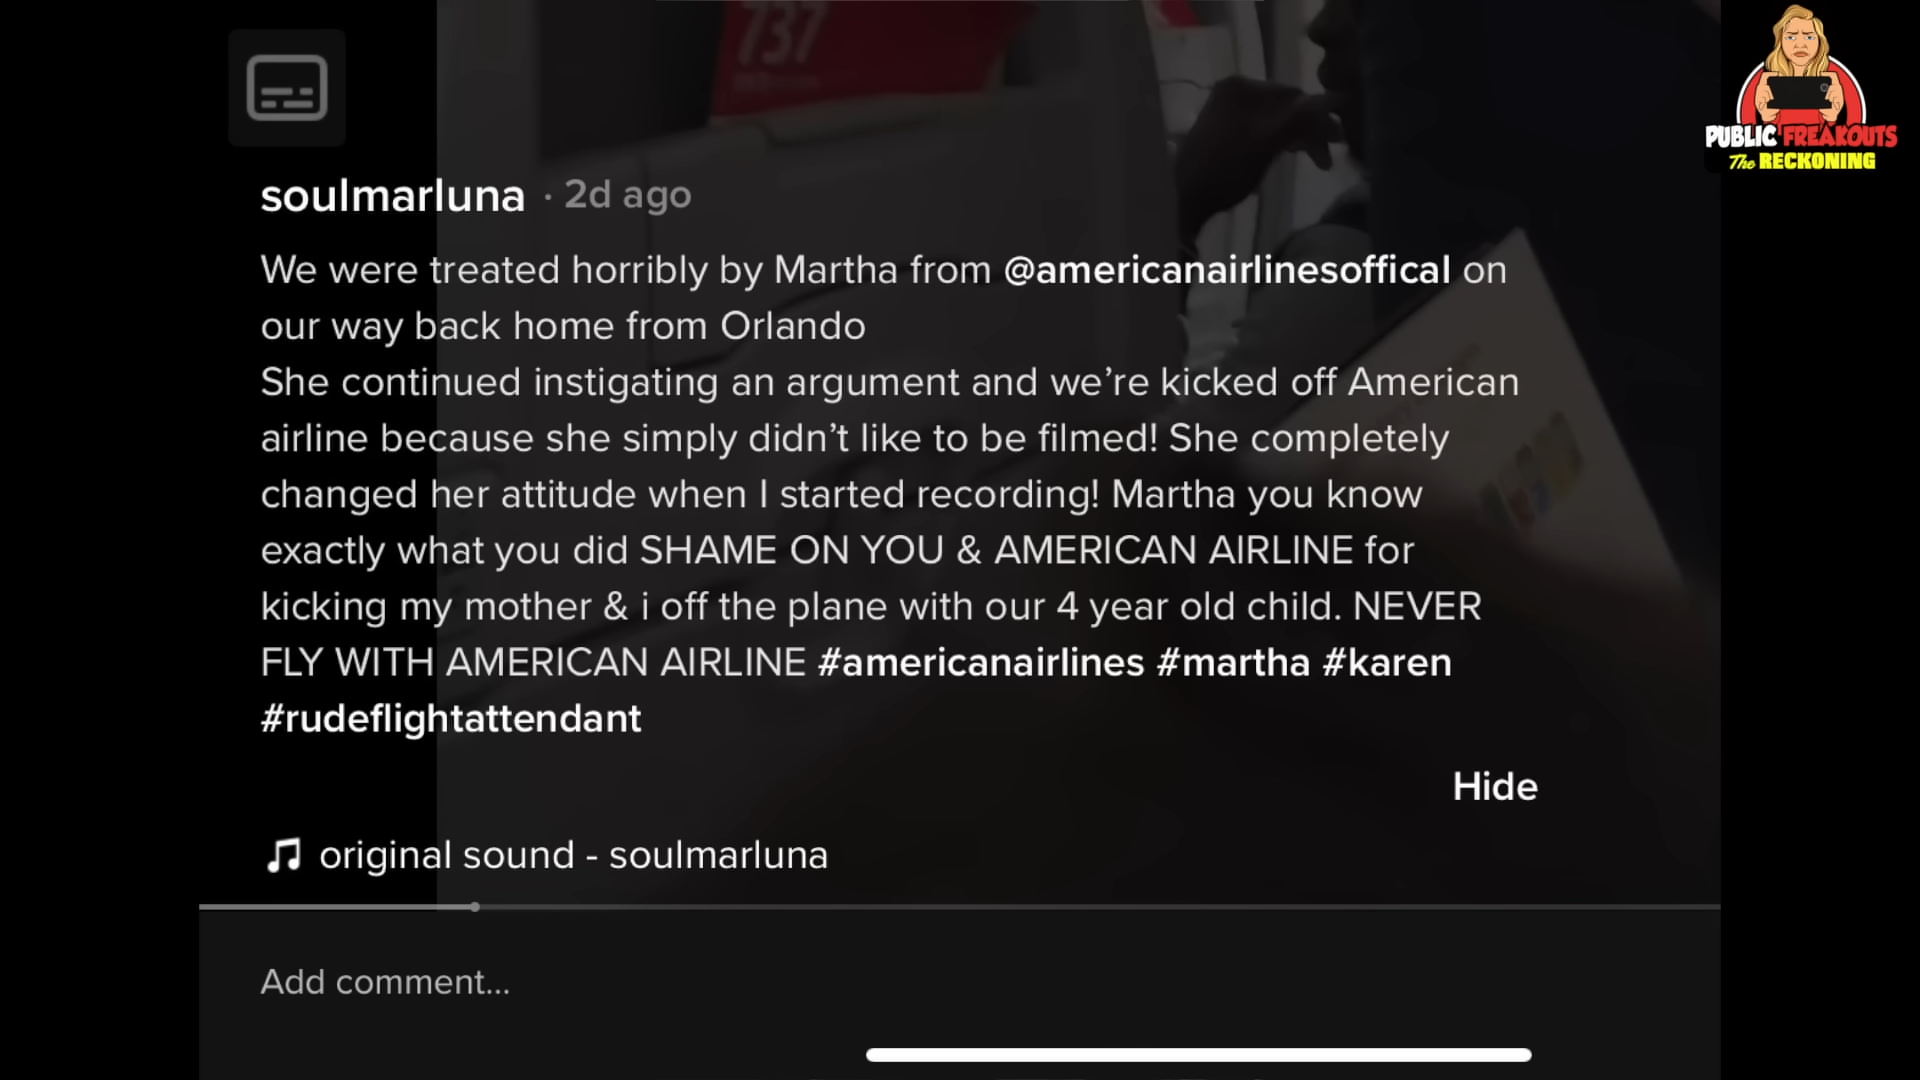 737
PUBLIC FREAKOUTS
The RECKONING
soulmarluna · 2d ago
We were treated horribly by Martha from @americanairlinesoffical on
our way back home from Orlando
She continued instigating an argument and we’re kicked off American
airline because she simply didn’t like to be filmed! She completely
changed her attitude when I started recording! Martha you know
exactly what you did SHAME ON YOU & AMERICAN AIRLINE for
kicking my mother & i off the plane with our 4 year old child. NEVER
FLY WITH AMERICAN AIRLINE #americanairlines #martha #karen
#rudeflightattendant
Hide
original sound - soulmarluna
Add comment...